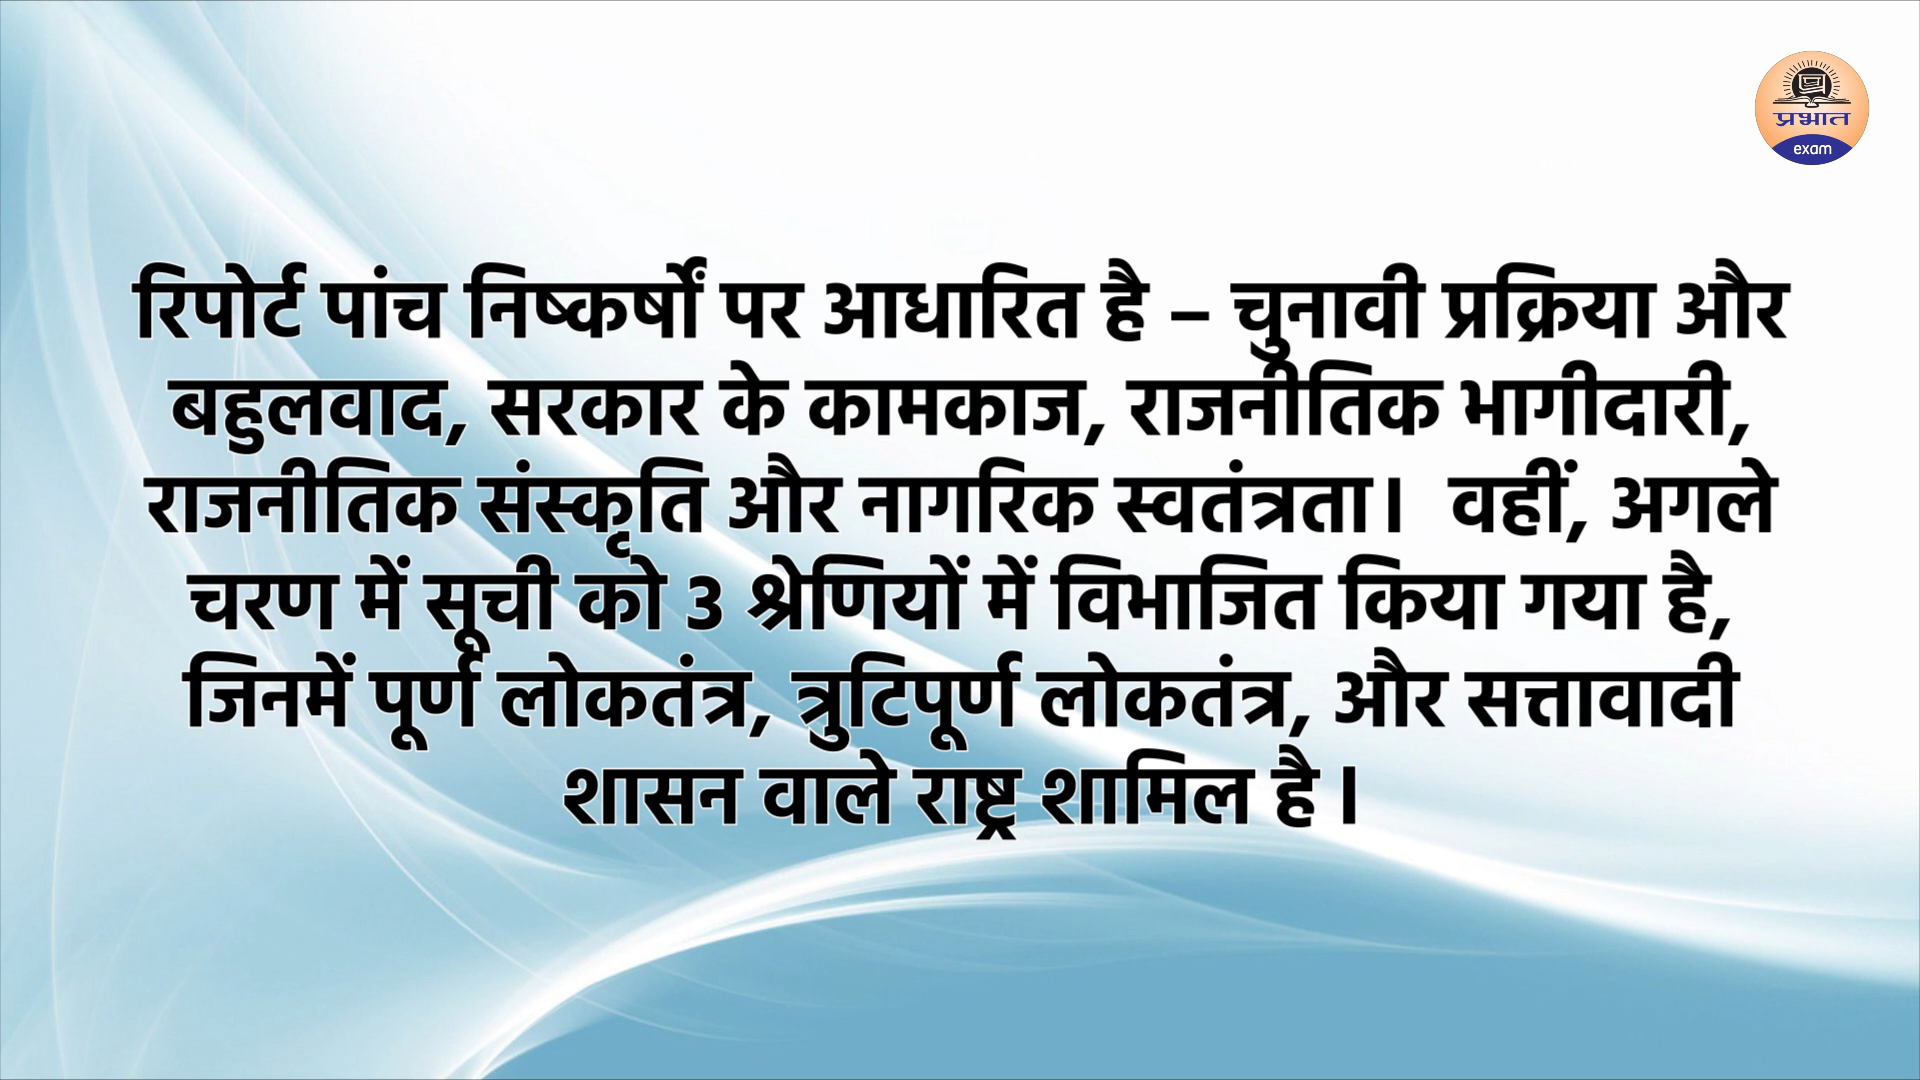 प्रभात
exam
रिपोर्ट पांच निष्कर्षों पर आधारित है – चुनावी प्रक्रिया और
बहुलवाद, सरकार के कामकाज, राजनीतिक भागीदारी,
राजनीतिक संस्कृति और नागरिक स्वतंत्रता। वहीं, अगले
चरण में सूची को 3 श्रेणियों में विभाजित किया गया है,
जिनमें पूर्ण लोकतंत्र, त्रुटिपूर्ण लोकतंत्र, और सत्तावादी
शासन वाले राष्ट्र शामिल है ।